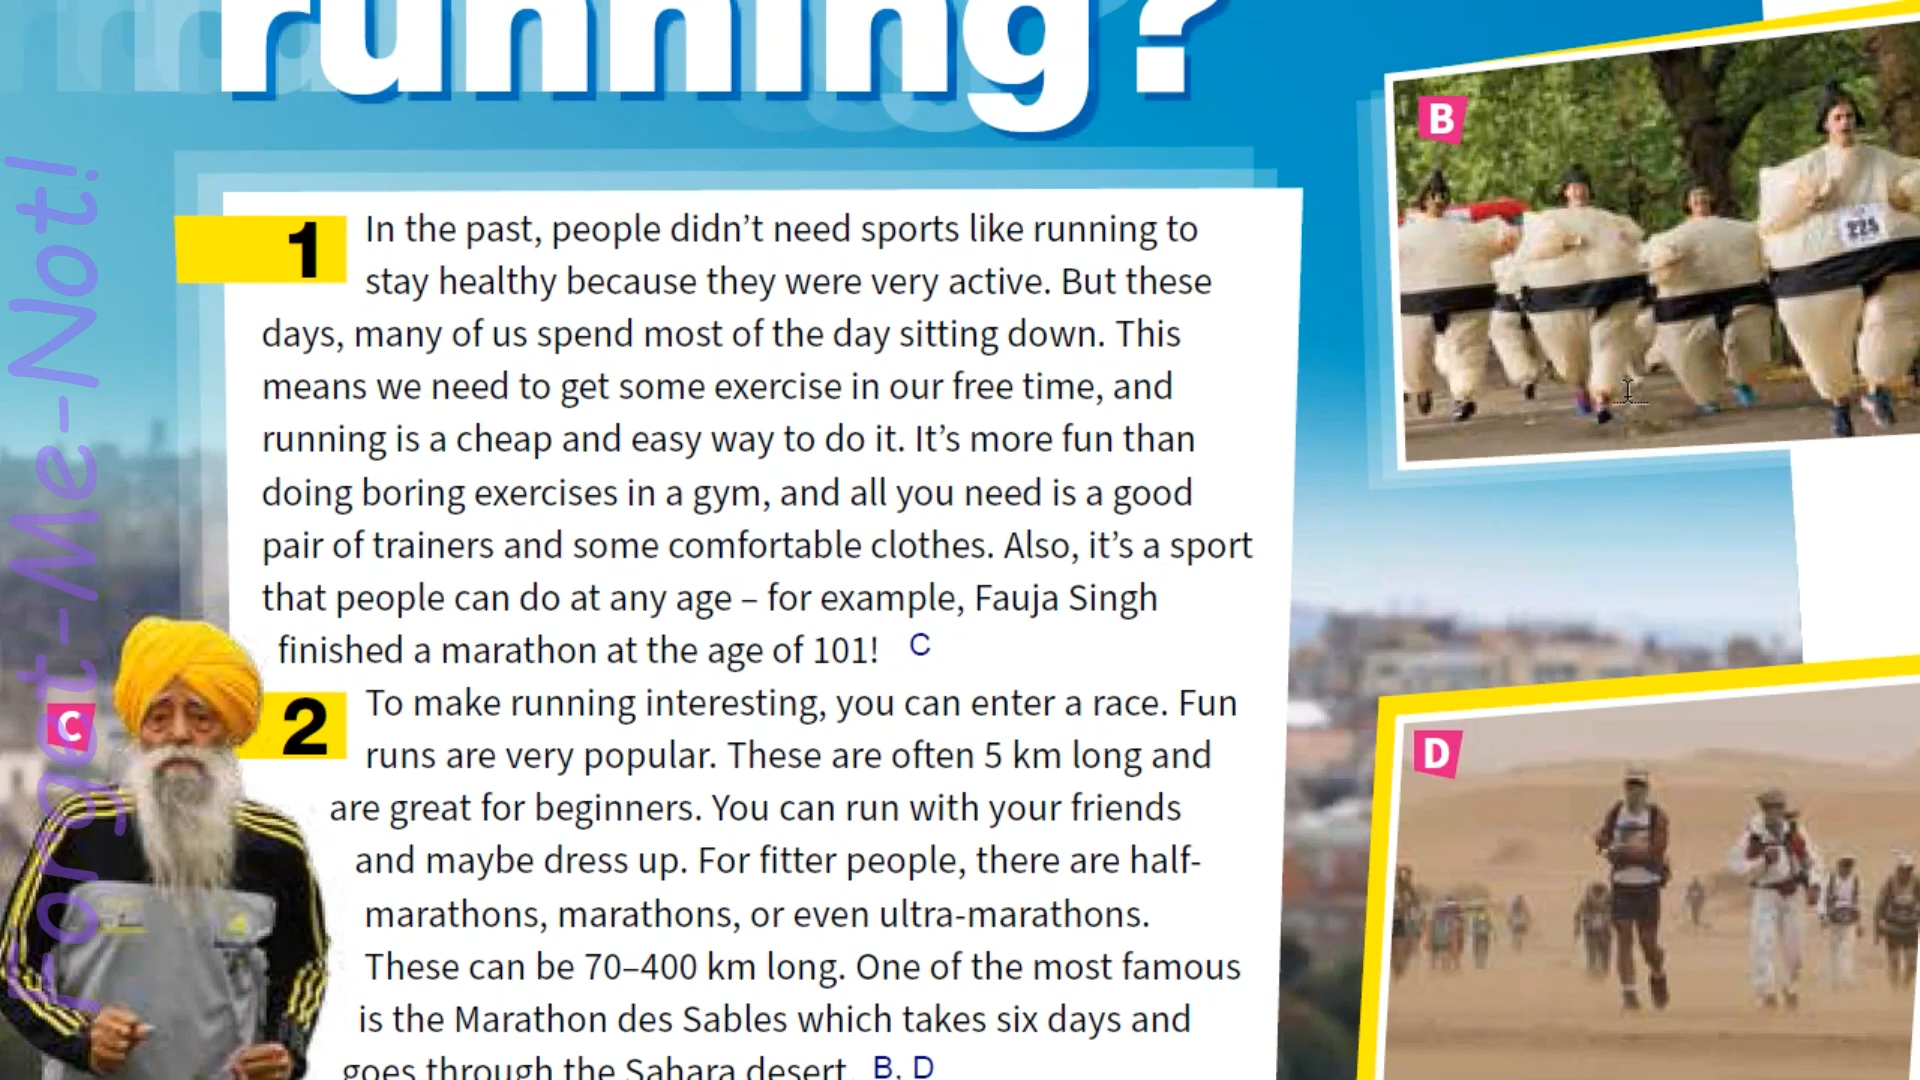 running?
B
1
In the past, people didn't need sports like running to
stay healthy because they were very active. But these
days, many of us spend most of the day sitting down. This
means we need to get some exercise in our free time, and
running is a cheap and easy way to do it. It's more fun than
doing boring exercises in a gym, and all you need is a good
pair of trainers and some comfortable clothes. Also, it's a sport
that people can do at any age – for example, Fauja Singh
finished a marathon at the age of 101! C
2
To make running interesting, you can enter a race. Fun
runs are very popular. These are often 5 km long and
are great for beginners. You can run with your friends
and maybe dress up. For fitter people, there are half-
marathons, marathons, or even ultra-marathons.
These can be 70–400 km long. One of the most famous
is the Marathon des Sables which takes six days and
goes through the Sahara desert. B, D
C
D
225
Forget-Me-Not!